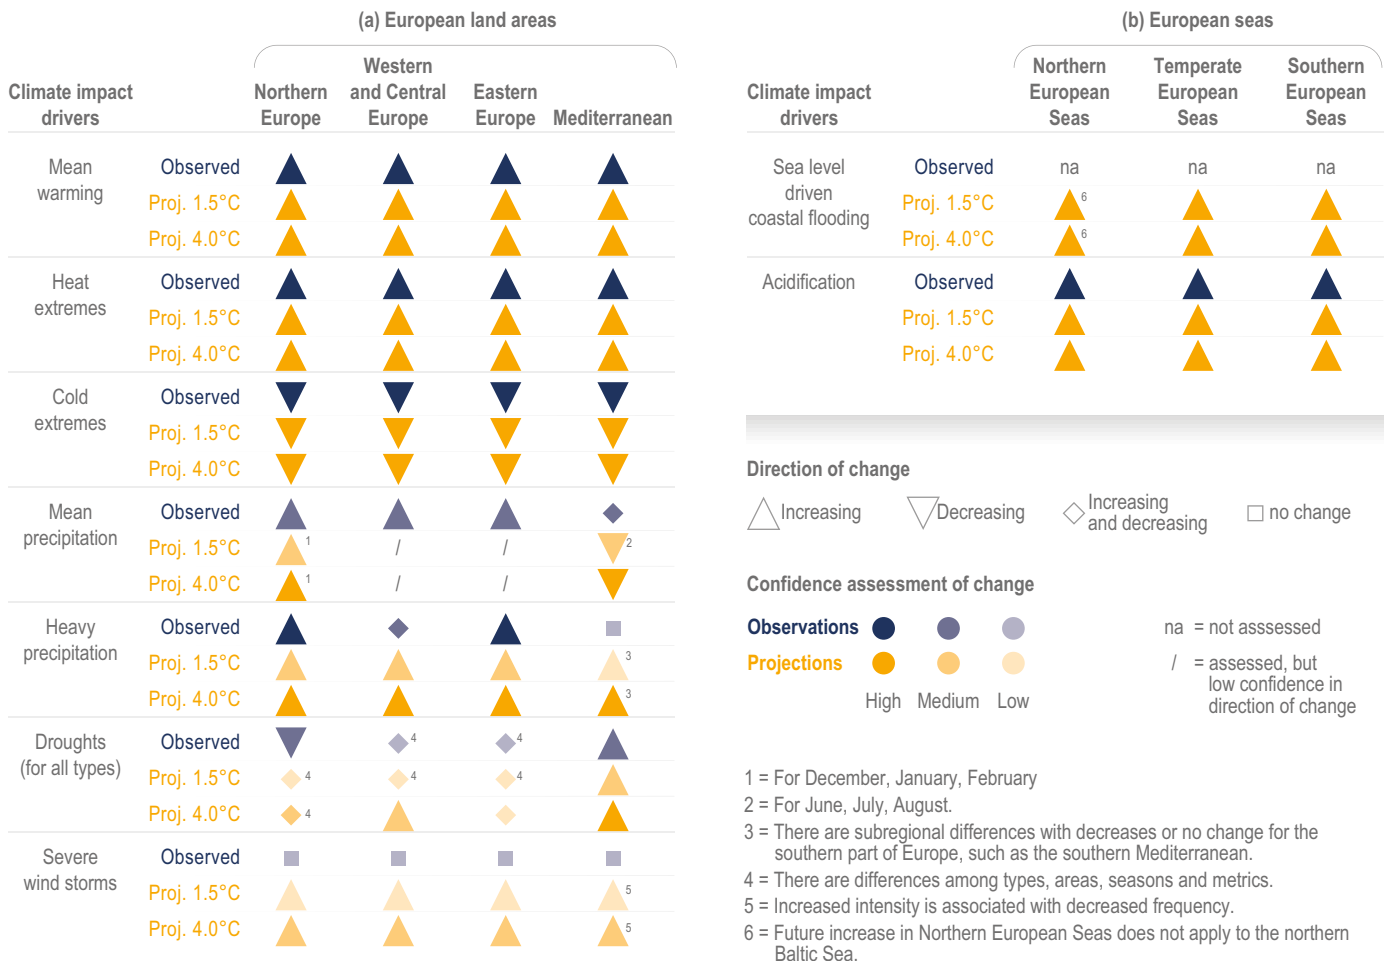 (a) European land areas
Climate impact
drivers
Northern
Europe
Western
and Central
Europe
Eastern
Europe
Mediterranean
Mean
warming
Observed
Proj. 1.5°C
Proj. 4.0°C
Heat
extremes
Observed
Proj. 1.5°C
Proj. 4.0°C
Cold
extremes
Observed
Proj. 1.5°C
Proj. 4.0°C
Mean
precipitation
Observed
Proj. 1.5°C
1
/
/
2
Proj. 4.0°C
1
/
/
Heavy
precipitation
Observed
Proj. 1.5°C
3
Proj. 4.0°C
3
Droughts
(for all types)
Observed
4
4
Proj. 1.5°C
4
4
4
Proj. 4.0°C
4
Severe
wind storms
Observed
Proj. 1.5°C
5
Proj. 4.0°C
5
(b) European seas
Climate impact
drivers
Northern
European
Seas
Temperate
European
Seas
Southern
European
Seas
Sea level
driven
coastal flooding
Observed
na
na
na
Proj. 1.5°C
6
Proj. 4.0°C
6
Acidification
Observed
Proj. 1.5°C
Proj. 4.0°C
Direction of change
Increasing
Decreasing
Increasing
and decreasing
no change
Confidence assessment of change
Observations
Projections
High Medium Low
na = not asssessed
/ = assessed, but
low confidence in
direction of change
1 = For December, January, February
2 = For June, July, August.
3 = There are subregional differences with decreases or no change for the
southern part of Europe, such as the southern Mediterranean.
4 = There are differences among types, areas, seasons and metrics.
5 = Increased intensity is associated with decreased frequency.
6 = Future increase in Northern European Seas does not apply to the northern
Baltic Sea.